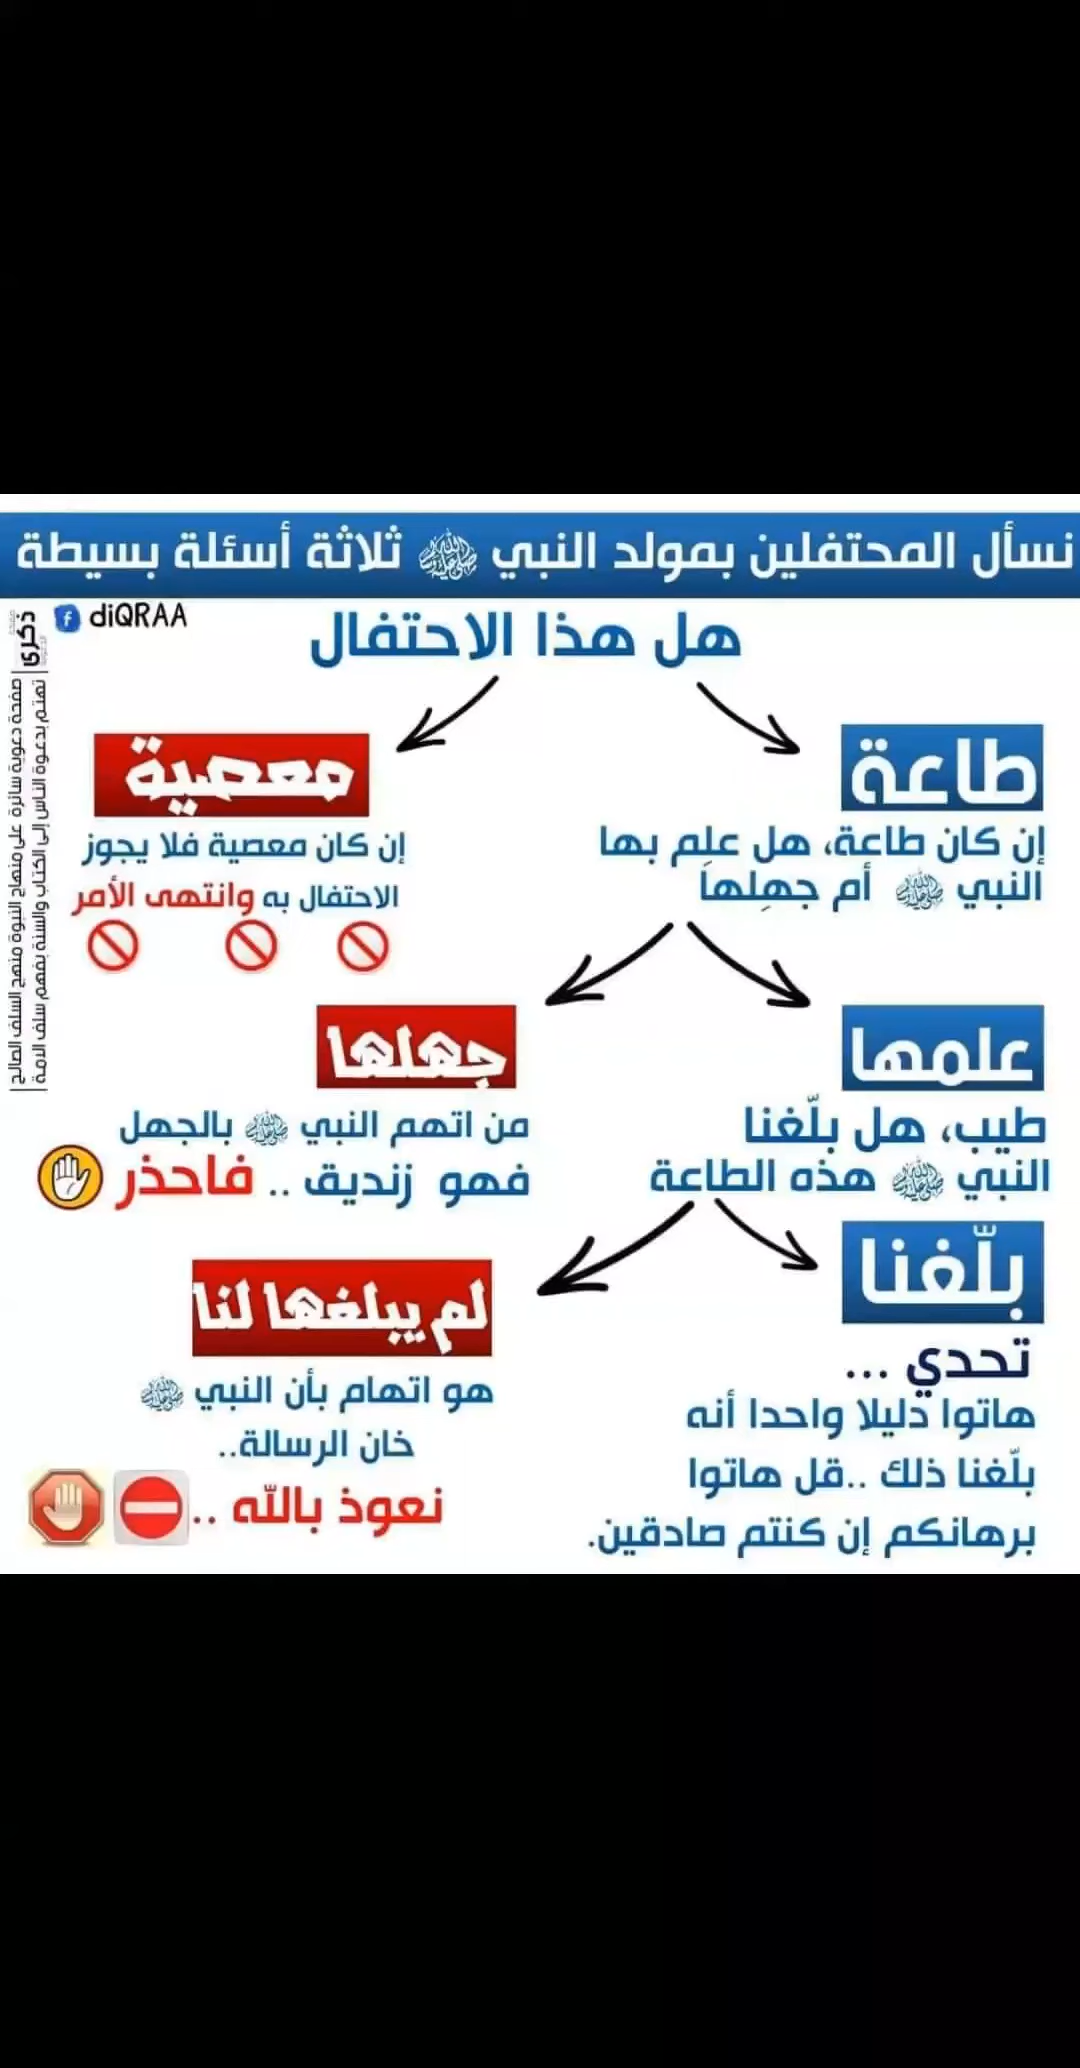 نسأل المحتفلين بمولد النبي ﷺ ثلاثة أسئلة بسيطة
diQRAA
ذكرى
صفحة دعوية سائرة على منهاج النبوة منهج السلف الصالح
تهتم بدعوة الناس إلى الكتاب والسنة بفهم سلف الامة
هل هذا الاحتفال
طاعة
إن كان طاعة، هل علِم بها
النبي ﷺ أم جهِلهاَ
معصية
إن كان معصية فلا يجوز
الاحتفال به وانتهى الأمر
علمها
طيب، هل بلّغنا
النبي ﷺ هذه الطاعة
جهلها
من اتهم النبي ﷺ بالجهل
فهو زنديق .. فاحذر
بلّغنا
تحدي ...
هاتوا دليلا واحدا أنه
بلّغنا ذلك ..قل هاتوا
برهانكم إن كنتم صادقين.
لم يبلغها لنا
هو اتهام بأن النبي ﷺ
خان الرسالة..
نعوذ بالله ..